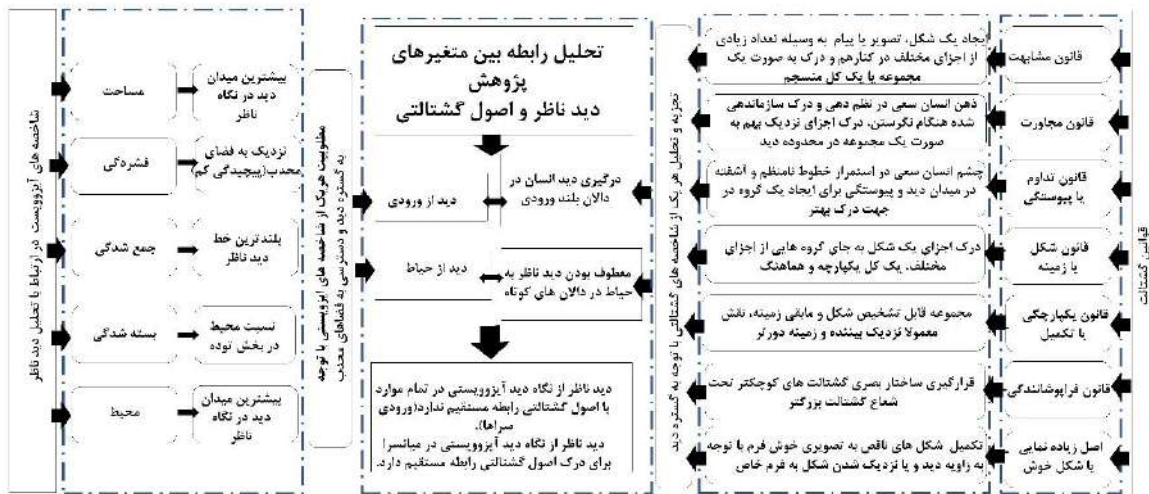 قوانین گشتالت
قانون مشابهت
ایجاد یک شکل، تصویر یا پیام به وسیله تعداد زیادی
از اجزای مختلف در کنارهم و درک به صورت یک
مجموعه یا یک کل منسجم
قانون مجاورت
ذهن انسان سعی در نظم دهی و درک سازماندهی
شده هنگام نگرستن، درک اجزای نزدیک بهم به
صورت یک مجموعه در محدوده دید
قانون تداوم
یا پیوستگی
چشم انسان سعی در استمرار خطوط نامنظم و آشفته
در میدان دید و پیوستگی برای ایجاد یک گروه در
جهت درک بهتر
قانون شکل
یا زمینه
درک اجزای یک شکل به جای گروه هایی از اجزای
مختلف، یک کل یکپارچه و هماهنگ
قانون یکپارچگی
یا تکمیل
مجموعه قابل تشخیص شکل و مابقی زمینه، نقش
معمولا نزدیک بیننده و زمینه دورتر
قانون فراپوشانندگی
قرارگیری ساختار بصری گشتالت های کوچکتر تحت
شعاع گشتالت بزرگتر
اصل زیاده نمایی
یا شکل خوش
تکمیل شکل های ناقص به تصویری خوش فرم با توجه
به زاویه دید و یا نزدیک شدن شکل به فرم خاص
تجزیه و تحلیل هر یک از شاخصه های گشتالتی با توجه به گستره دید
تحلیل رابطه بین متغیرهای
پژوهش
دید ناظر و اصول گشتالتی
درگیری دید انسان در
دالان بلند ورودی
دید از ورودی
معطوف بودن دید ناظر به
حیاط در دالان های کوتاه
دید از حیاط
دید ناظر از نگاه دید آیزوویستی در تمام موارد
با اصول گشتالتی رابطه مستقیم ندارد(ورودی
سراها).
دید ناظر از نگاه دید آیزوویستی در میانسرا
برای درک اصول گشتالتی رابطه مستقیم دارد.
مطلوبیت هریک از شاخصه های ایزوویستی با توجه
به گستره دید و دسترسی به فضاهای محدب
بیشترین میدان
دید در نگاه
ناظر
مساحت
نزدیک به فضای
محدب(پیچیدگی کم)
فشردگی
بلندترین خط
دید ناظر
جمع شدگی
نسبت محیط
در بخش توده
بسته شدگی
بیشترین میدان
دید در نگاه
ناظر
محیط
شاخصه های آیزوویست در ارتباط با تحلیل دید ناظر